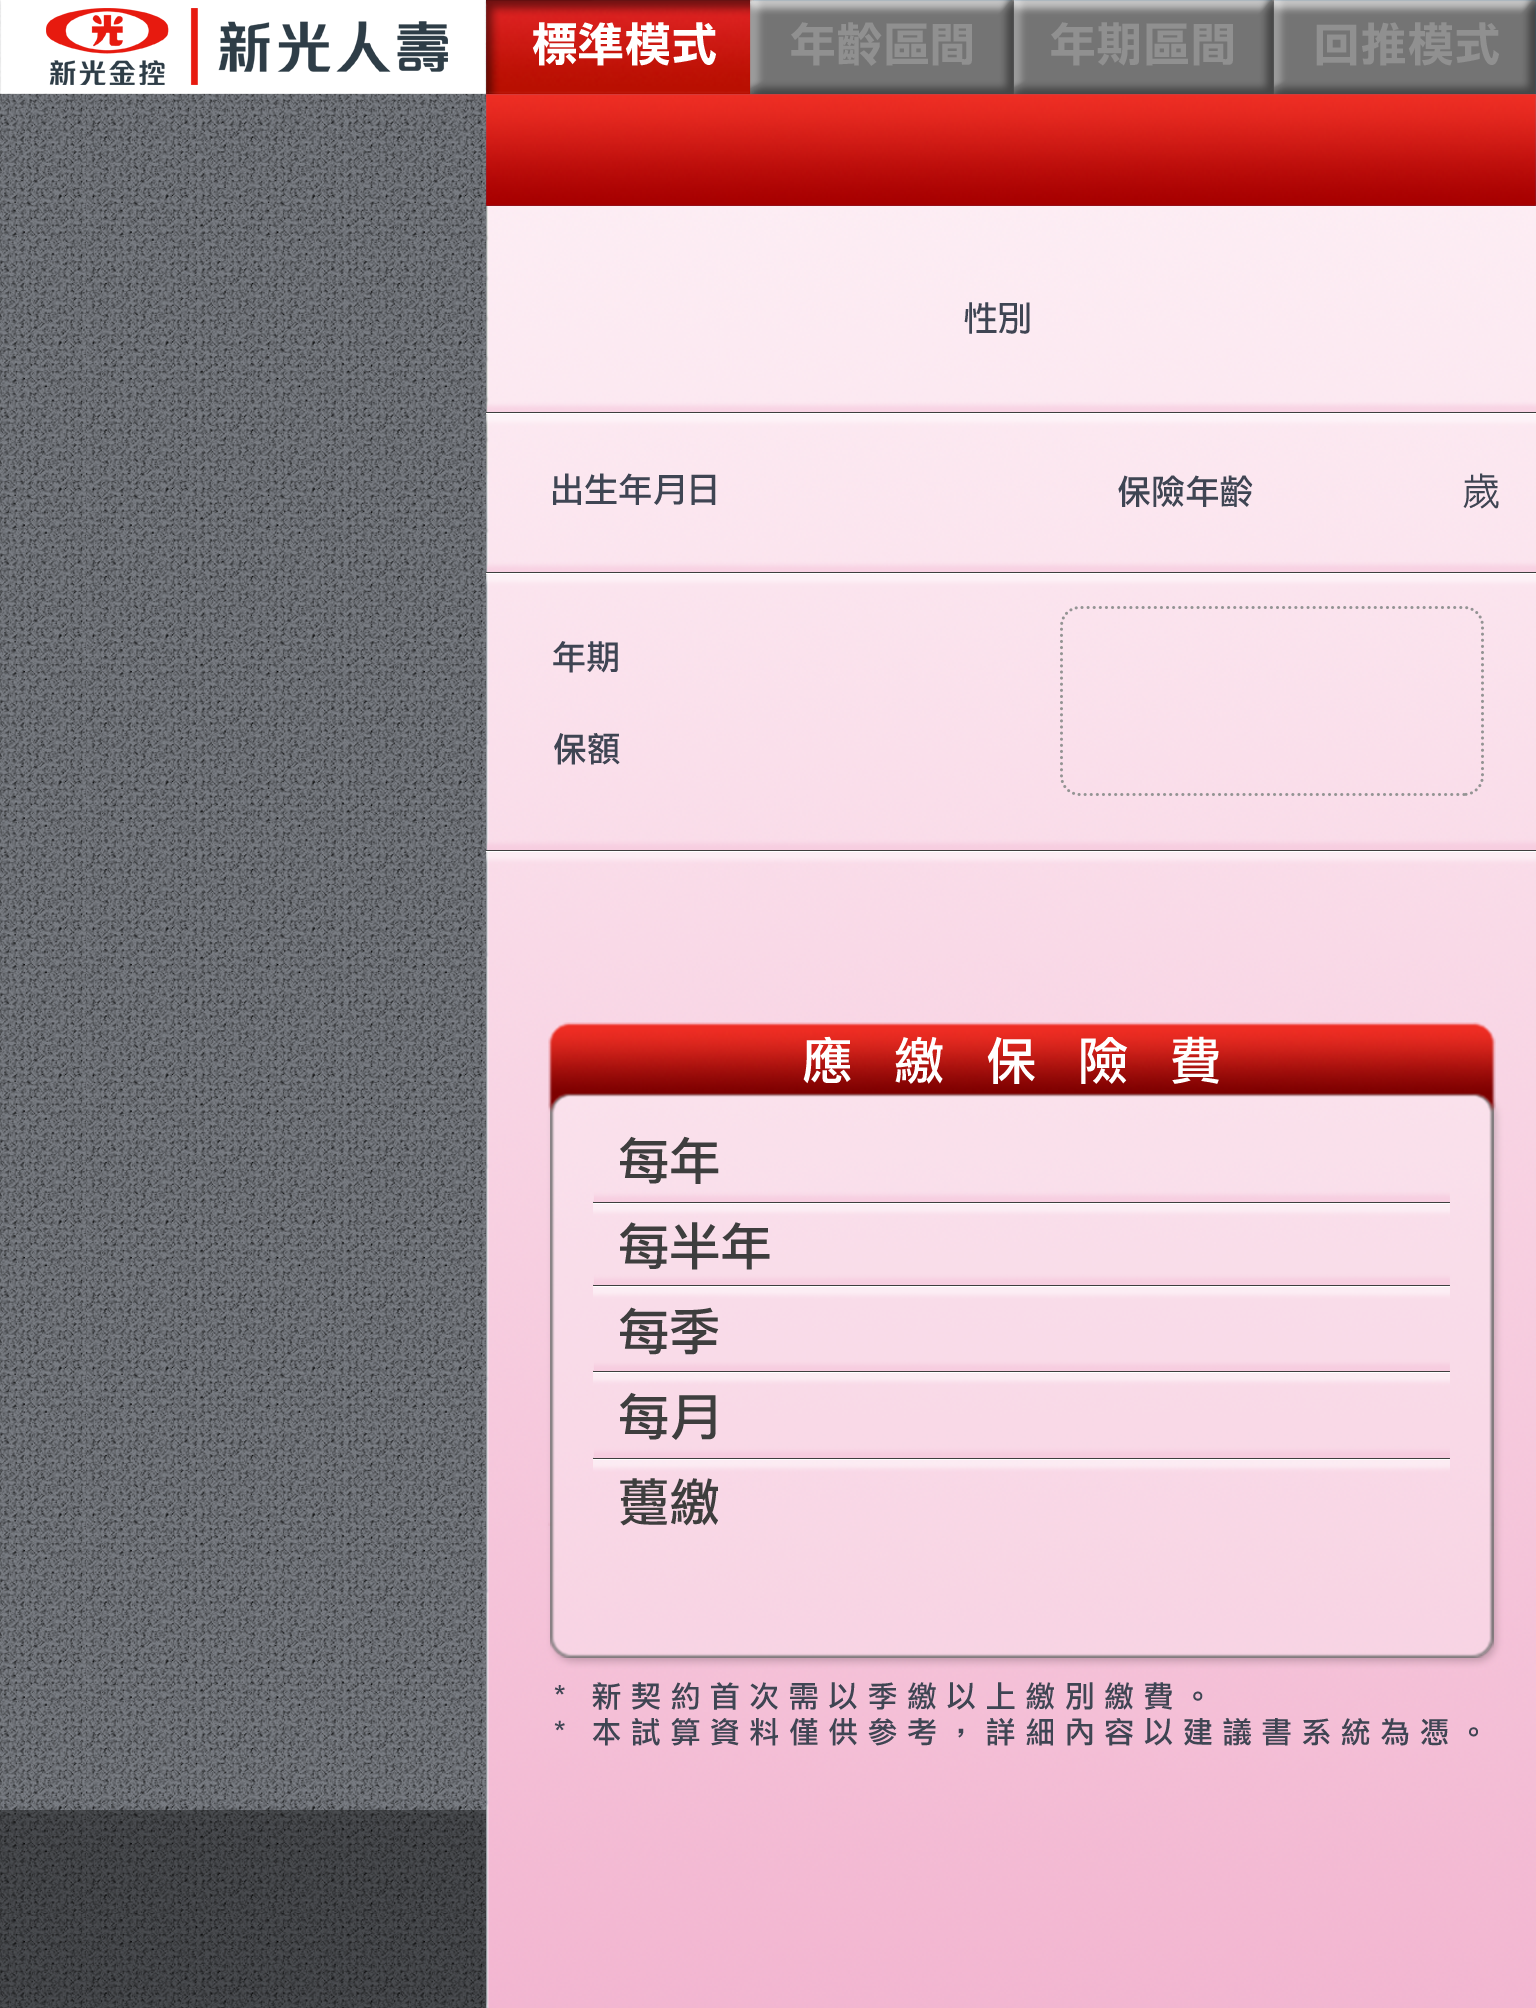 光
新光金控
新光人壽
標準模式
年齡區間
年期區間
回推模式
性別
出生年月日
保險年齡
歲
年期
保額
應繳保險費
每年
每半年
每季
每月
躉繳
* 新契約首次需以季繳以上繳別繳費。
* 本試算資料僅供參考，詳細內容以建議書系統為憑。